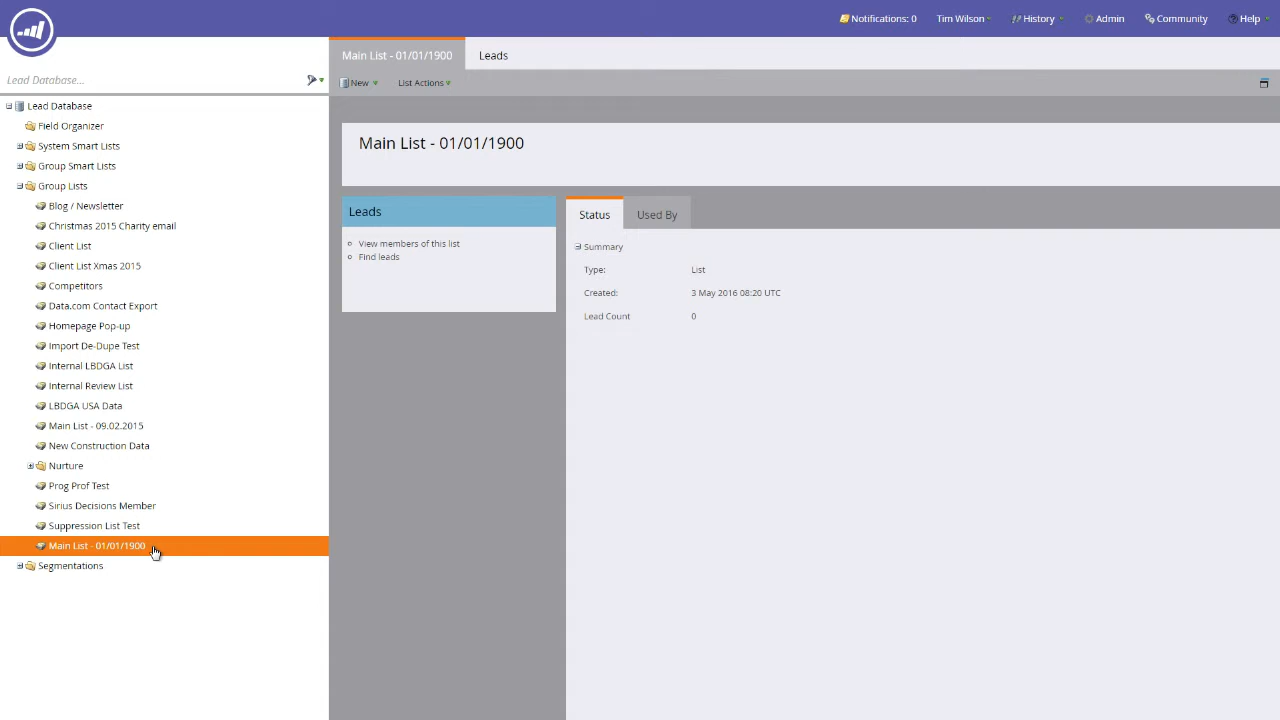 Notifications: 0 Tim Wilson History Admin Community Help
Lead Database...
Main List - 01/01/1900 Leads
New List Actions
Lead Database
Field Organizer
System Smart Lists
Group Smart Lists
Group Lists
Blog / Newsletter
Christmas 2015 Charity email
Client List
Client List Xmas 2015
Competitors
Data.com Contact Export
Homepage Pop-up
Import De-Dupe Test
Internal LBDGA List
Internal Review List
LBDGA USA Data
Main List - 09.02.2015
New Construction Data
Nurture
Prog Prof Test
Sirius Decisions Member
Suppression List Test
Main List - 01/01/1900
Segmentations
Main List - 01/01/1900
Leads
View members of this list
Find leads
Status Used By
Summary
Type: List
Created: 3 May 2016 08:20 UTC
Lead Count 0